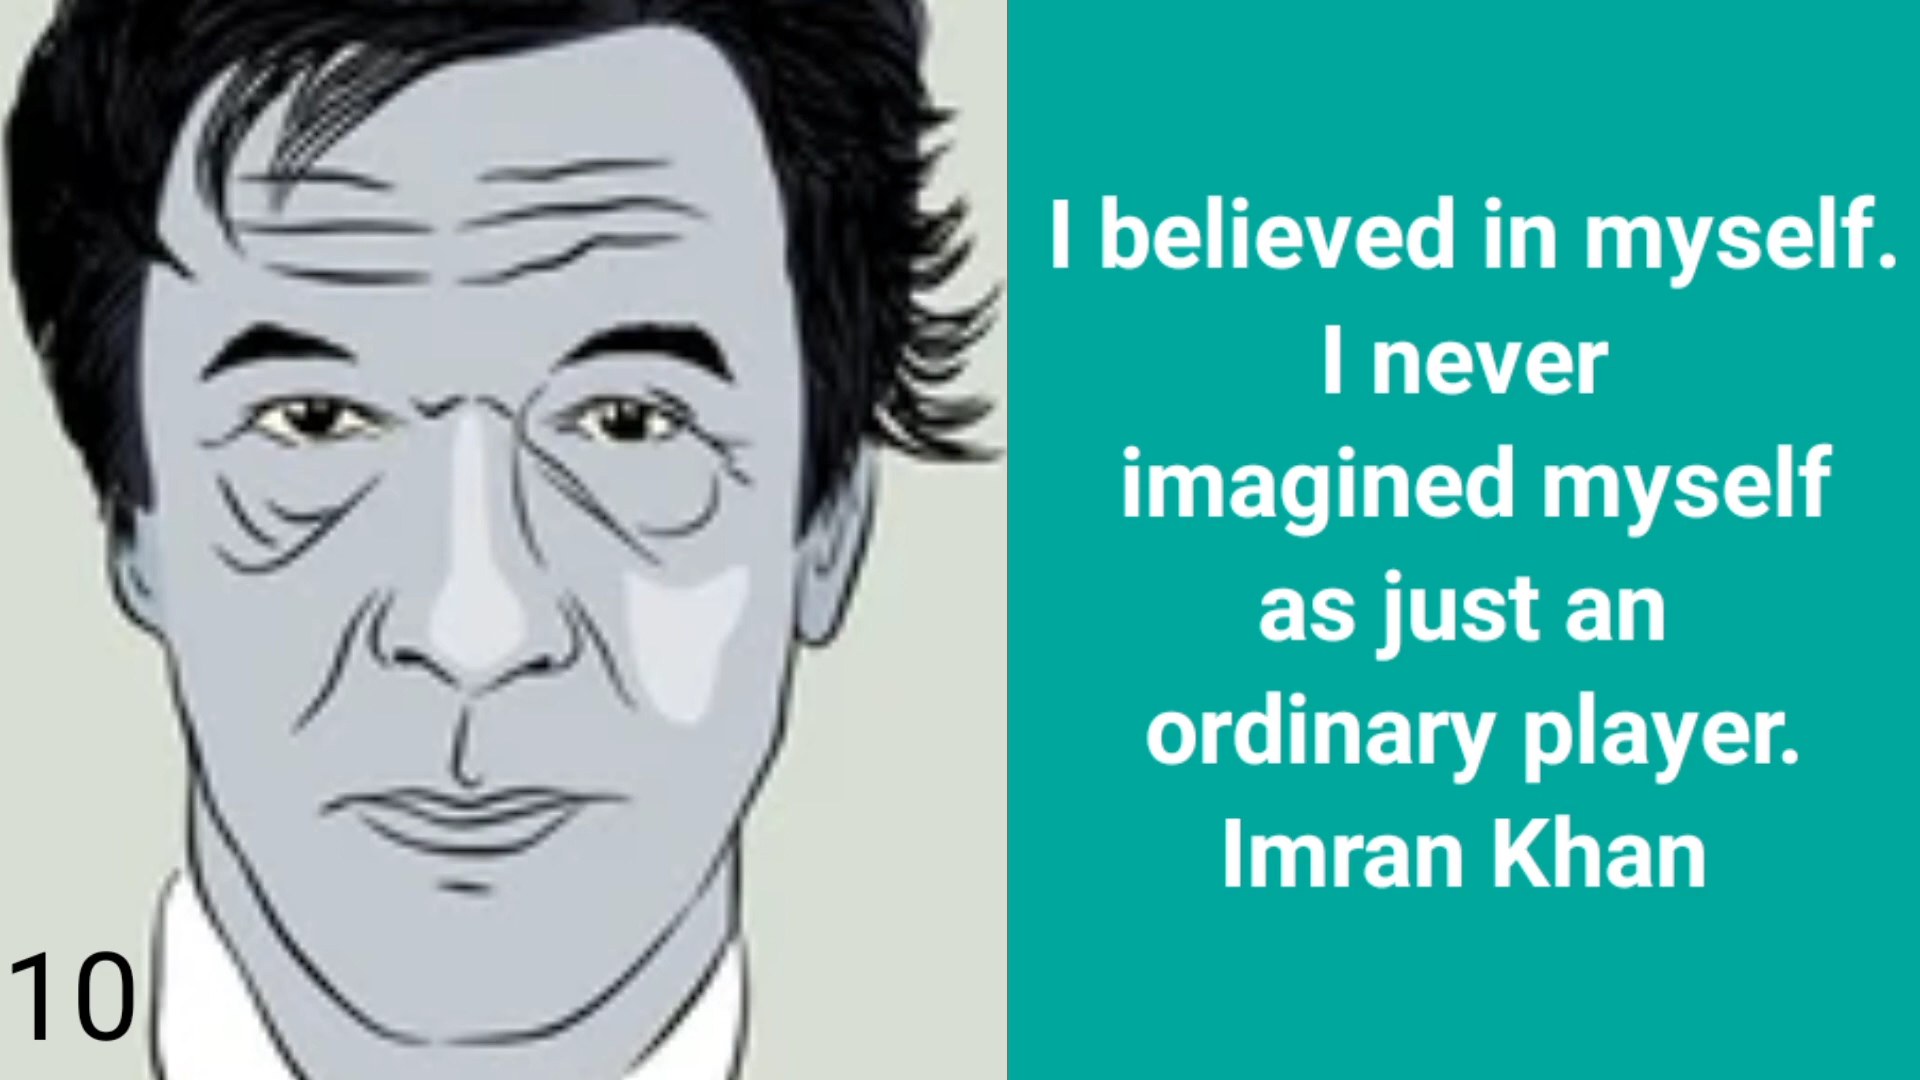 I believed in myself.
I never
imagined myself
as just an
ordinary player.
Imran Khan
10